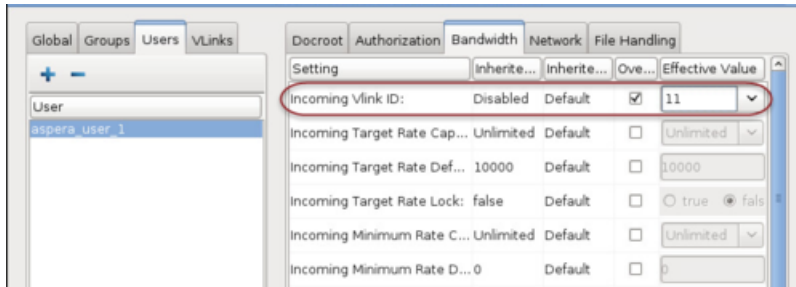 Global Groups Users VLinks
Docroot Authorization Bandwidth Network File Handling
Setting Inherite... Inherite... Ove... Effective Value
User
aspera_user_1
Incoming Vlink ID: Disabled Default 11
Incoming Target Rate Cap... Unlimited Default Unlimited
Incoming Target Rate Def... 10000 Default 10000
Incoming Target Rate Lock: false Default true fals
Incoming Minimum Rate C... Unlimited Default Unlimited
Incoming Minimum Rate D... 0 Default 0